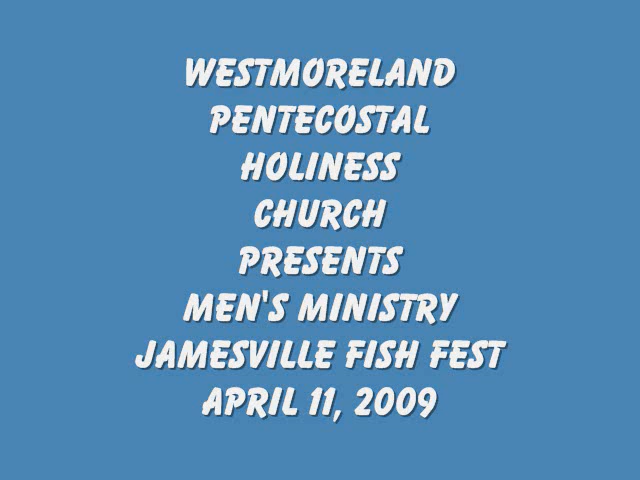 WESTMORELAND
PENTECOSTAL
HOLINESS
CHURCH
PRESENTS
MEN'S MINISTRY
JAMESVILLE FISH FEST
APRIL 11, 2009